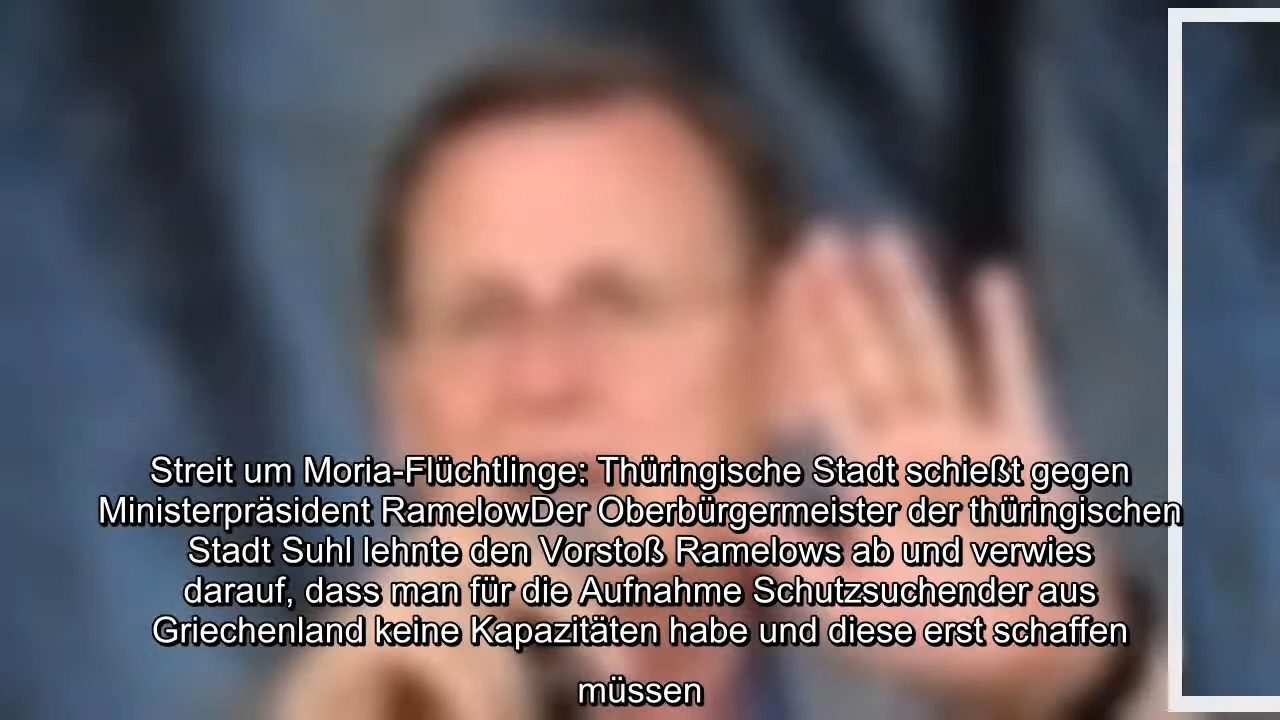 Streit um Moria-Flüchtlinge: Thüringische Stadt schießt gegen
Ministerpräsident RamelowDer Oberbürgermeister der thüringischen
Stadt Suhl lehnte den Vorstoß Ramelows ab und verwies
darauf, dass man für die Aufnahme Schutzsuchender aus
Griechenland keine Kapazitäten habe und diese erst schaffen
müssen